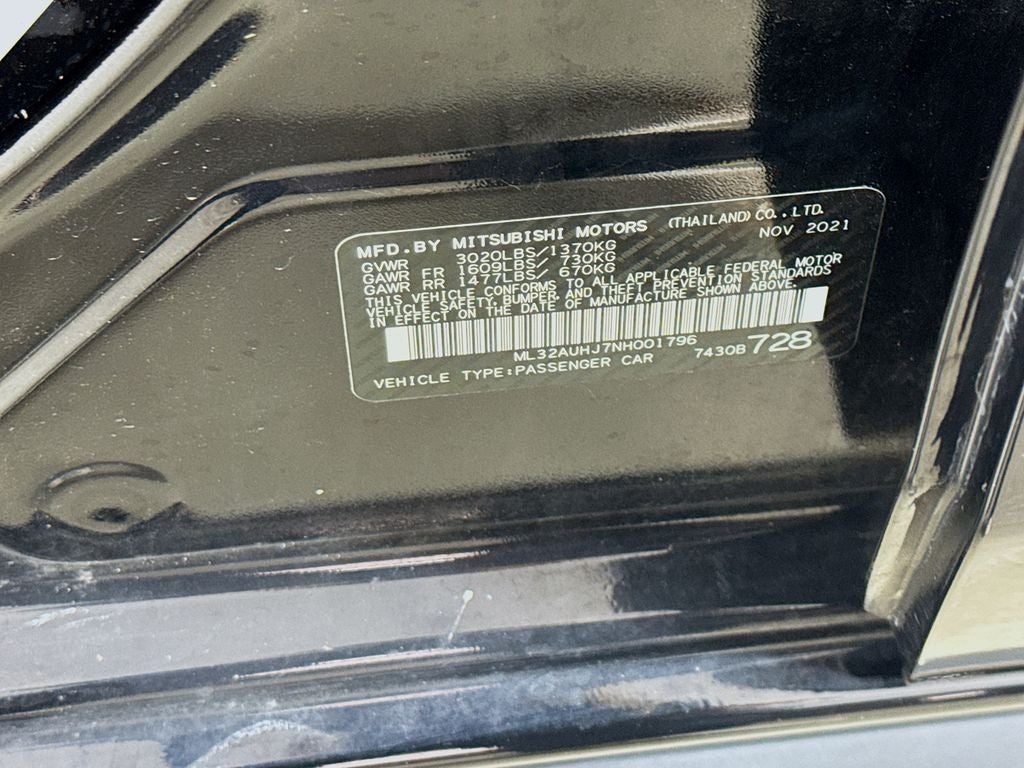 MFD.BY MITSUBISHI MOTORS (THAILAND) CO., LTD.
NOV 2021
GVWR 3020LBS/1370KG
GAWR FR 1609LBS/ 730KG
GAWR RR 1477LBS/ 670KG
THIS VEHICLE CONFORMS TO ALL APPLICABLE FEDERAL MOTOR
VEHICLE SAFETY, BUMPER, AND THEFT PREVENTION STANDARDS
IN EFFECT ON THE DATE OF MANUFACTURE SHOWN ABOVE.
ML32AUHJ7NH001796
VEHICLE TYPE:PASSENGER CAR 7430B 728